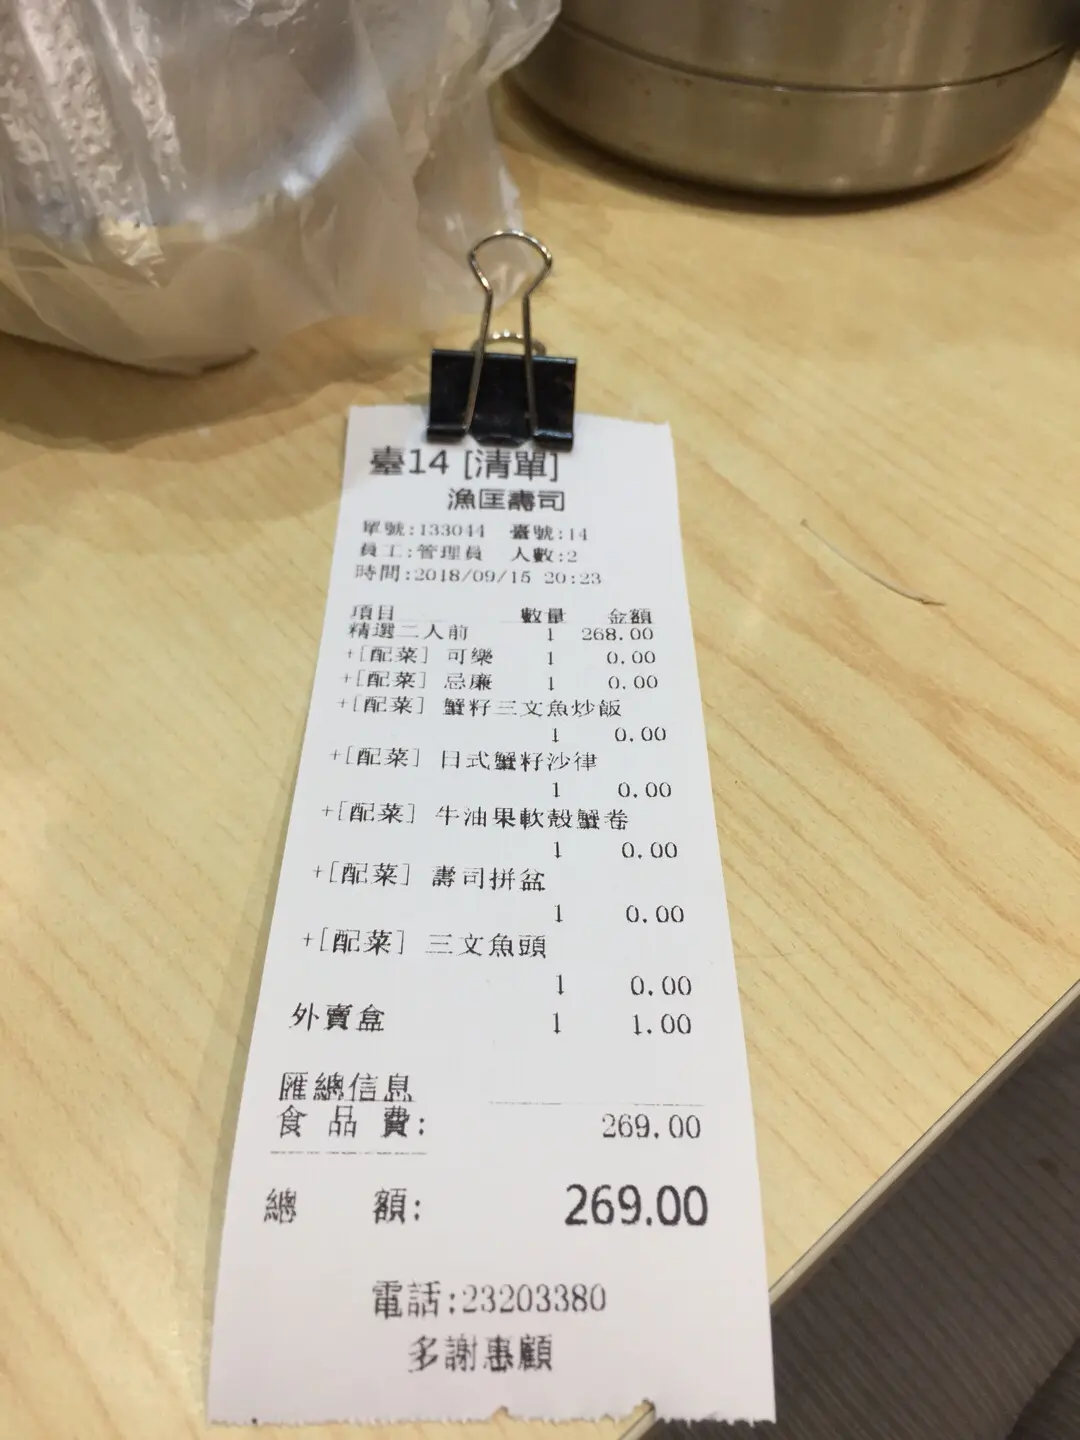 臺14 [清單]
漁匡壽司
單號:133044 臺號:14
員工:管理員 人數:2
時間:2018/09/15 20:23
項目 數量 金額
精選二人前 1 268.00
+[配菜] 可樂 1 0.00
+[配菜] 忌廉 1 0.00
+[配菜] 蟹籽三文魚炒飯
1 0.00
+[配菜] 日式蟹籽沙律
1 0.00
+[配菜] 牛油果軟殼蟹卷
1 0.00
+[配菜] 壽司拼盆
1 0.00
+[配菜] 三文魚頭
1 0.00
外賣盒 1 1.00
匯總信息
食品費: 269.00
總額: 269.00
電話:23203380
多謝惠顧